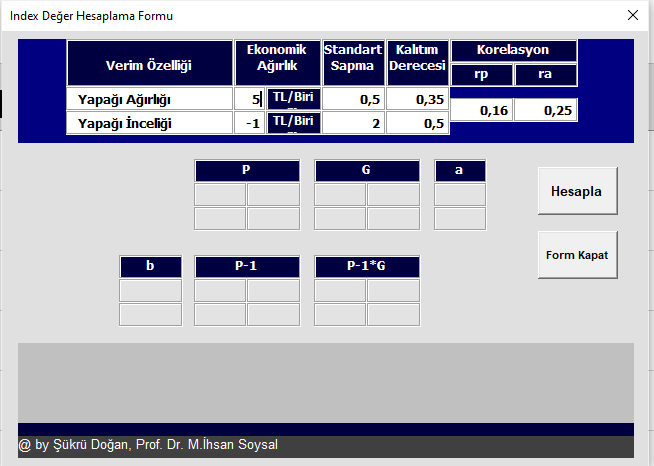 Index Değer Hesaplama Formu
Verim Özelliği Ekonomik Ağırlık Standart Sapma Kalıtım Derecesi Korelasyon
rp ra
Yapağı Ağırlığı 5 TL/Biri 0,5 0,35
0,16 0,25
Yapağı İnceliği -1 TL/Biri 2 0,5
P G a
Hesapla
Form Kapat
b P-1 P-1*G
@ by Şükrü Doğan, Prof. Dr. M.İhsan Soysal